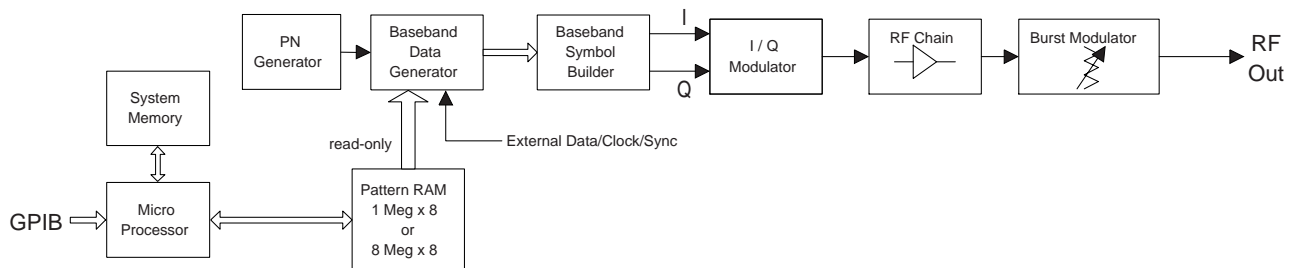 PN
Generator
Baseband
Data
Generator
Baseband
Symbol
Builder
I
Q
I / Q
Modulator
RF Chain
Burst Modulator
RF
Out
System
Memory
read-only
External Data/Clock/Sync
GPIB
Micro
Processor
Pattern RAM
1 Meg x 8
or
8 Meg x 8